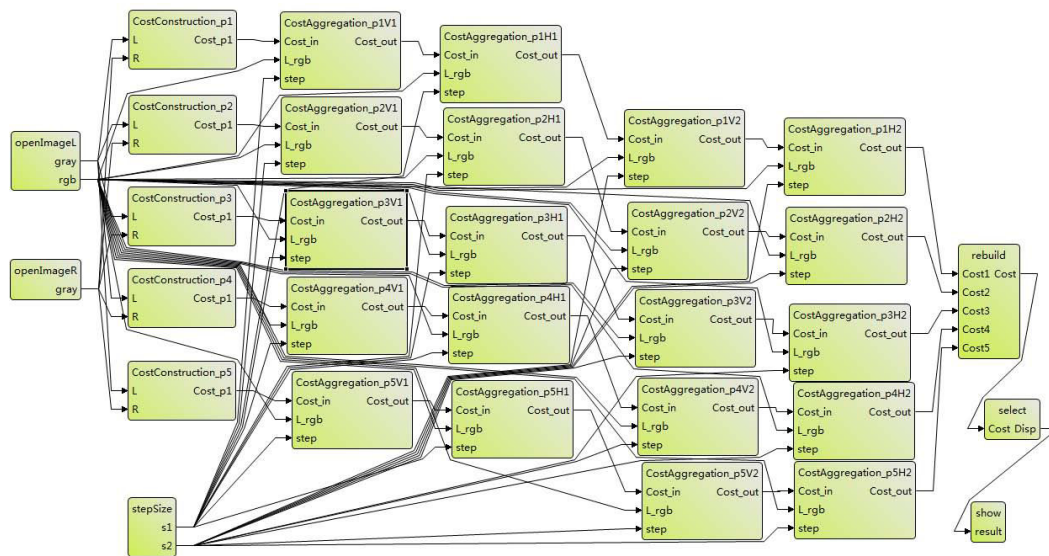 openImageL
gray
rgb
openImageR
gray
CostConstruction_p1
L Cost_p1
R
CostConstruction_p2
L Cost_p1
R
CostConstruction_p3
L Cost_p1
R
CostConstruction_p4
L Cost_p1
R
CostConstruction_p5
L Cost_p1
R
stepSize
s1
s2
CostAggregation_p1V1
Cost_in Cost_out
L_rgb
step
CostAggregation_p2V1
Cost_in Cost_out
L_rgb
step
CostAggregation_p3V1
Cost_in Cost_out
L_rgb
step
CostAggregation_p4V1
Cost_in Cost_out
L_rgb
step
CostAggregation_p5V1
Cost_in Cost_out
L_rgb
step
CostAggregation_p1H1
Cost_in Cost_out
L_rgb
step
CostAggregation_p2H1
Cost_in Cost_out
L_rgb
step
CostAggregation_p3H1
Cost_in Cost_out
L_rgb
step
CostAggregation_p4H1
Cost_in Cost_out
L_rgb
step
CostAggregation_p5H1
Cost_in Cost_out
L_rgb
step
CostAggregation_p1V2
Cost_in Cost_out
L_rgb
step
CostAggregation_p2V2
Cost_in Cost_out
L_rgb
step
CostAggregation_p3V2
Cost_in Cost_out
L_rgb
step
CostAggregation_p4V2
Cost_in Cost_out
L_rgb
step
CostAggregation_p5V2
Cost_in Cost_out
L_rgb
step
CostAggregation_p1H2
Cost_in Cost_out
L_rgb
step
CostAggregation_p2H2
Cost_in Cost_out
L_rgb
step
CostAggregation_p3H2
Cost_in Cost_out
L_rgb
step
CostAggregation_p4H2
Cost_in Cost_out
L_rgb
step
CostAggregation_p5H2
Cost_in Cost_out
L_rgb
step
rebuild
Cost1 Cost
Cost2
Cost3
Cost4
Cost5
select
Cost Disp
show
result